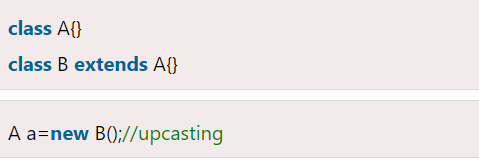 class A{}
class B extends A{}
A a=new B();//upcasting